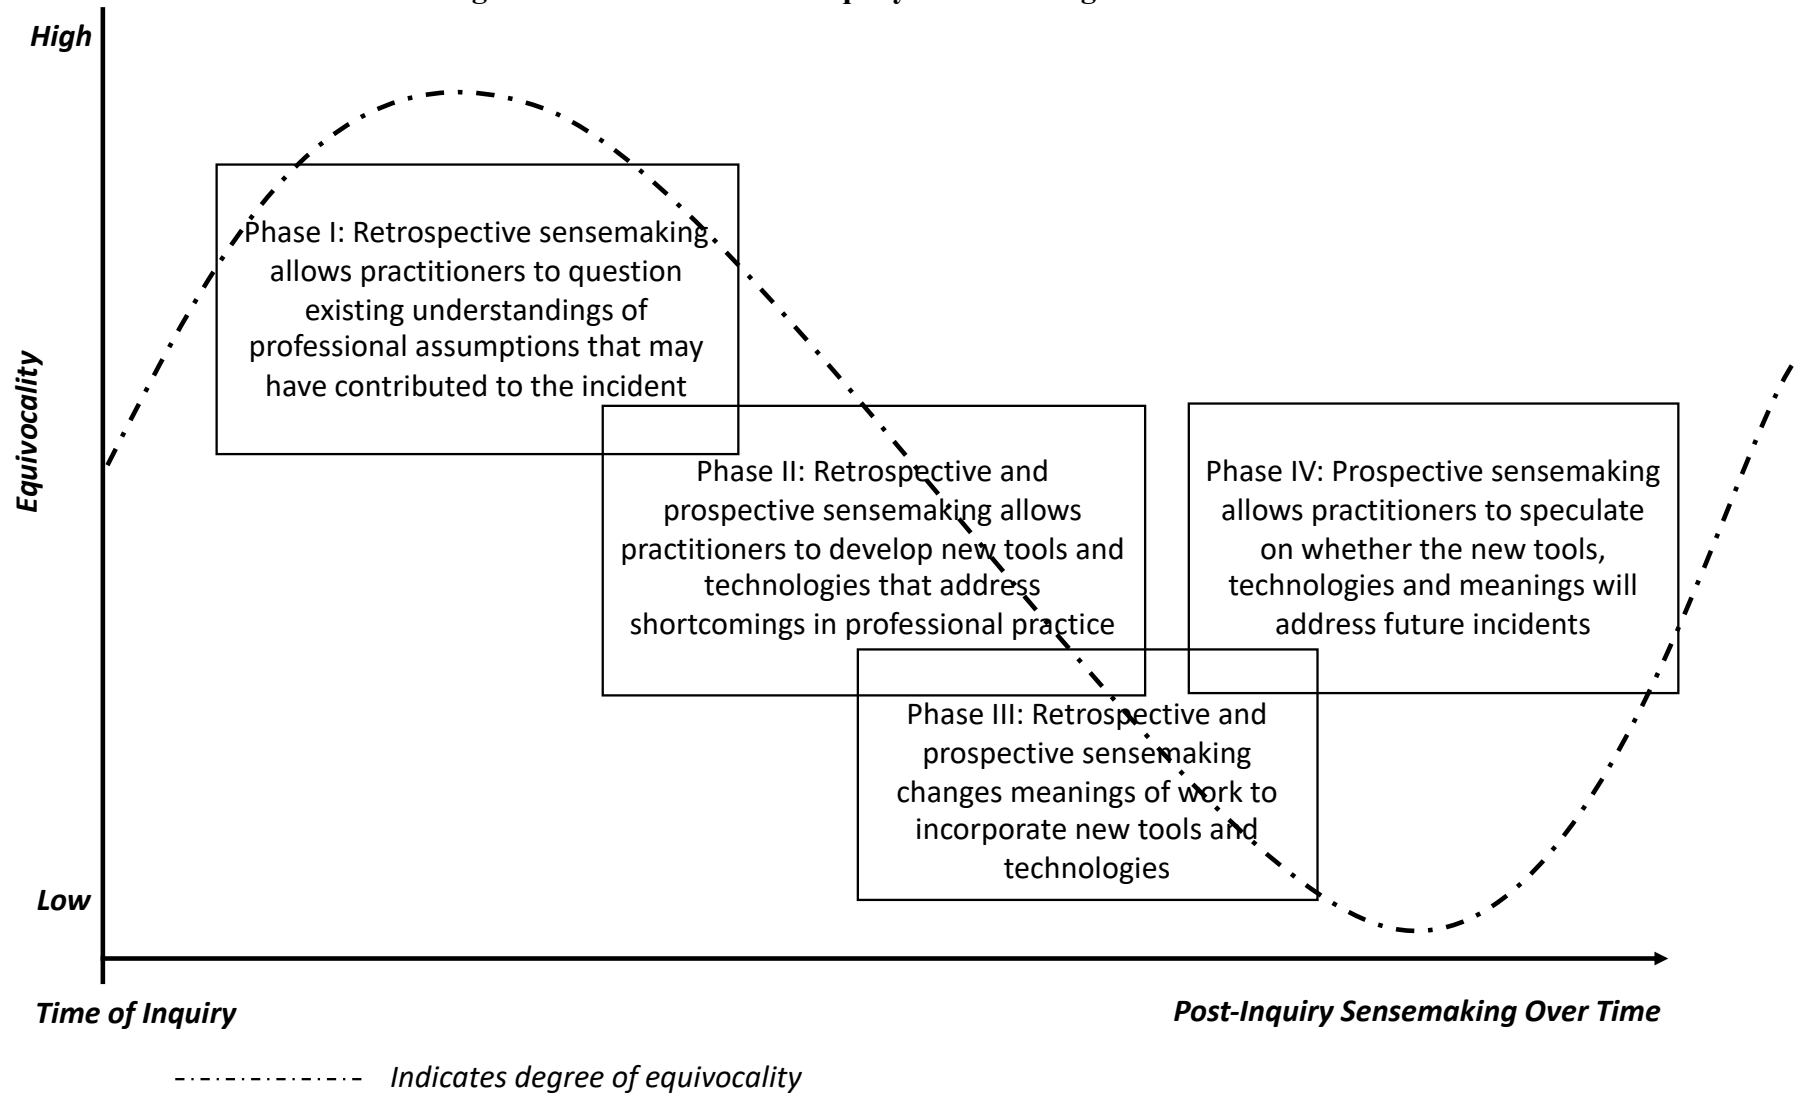 High
Phase I: Retrospective sensemaking
allows practitioners to question
existing understandings of
professional assumptions that may
have contributed to the incident
Equivocality
Phase II: Retrospective and
prospective sensemaking allows
practitioners to develop new tools and
technologies that address
shortcomings in professional practice
Phase IV: Prospective sensemaking
allows practitioners to speculate
on whether the new tools,
technologies and meanings will
address future incidents
Phase III: Retrospective and
prospective sensemaking
changes meanings of work to
incorporate new tools and
technologies
Low
Time of Inquiry
Post-Inquiry Sensemaking Over Time
Indicates degree of equivocality